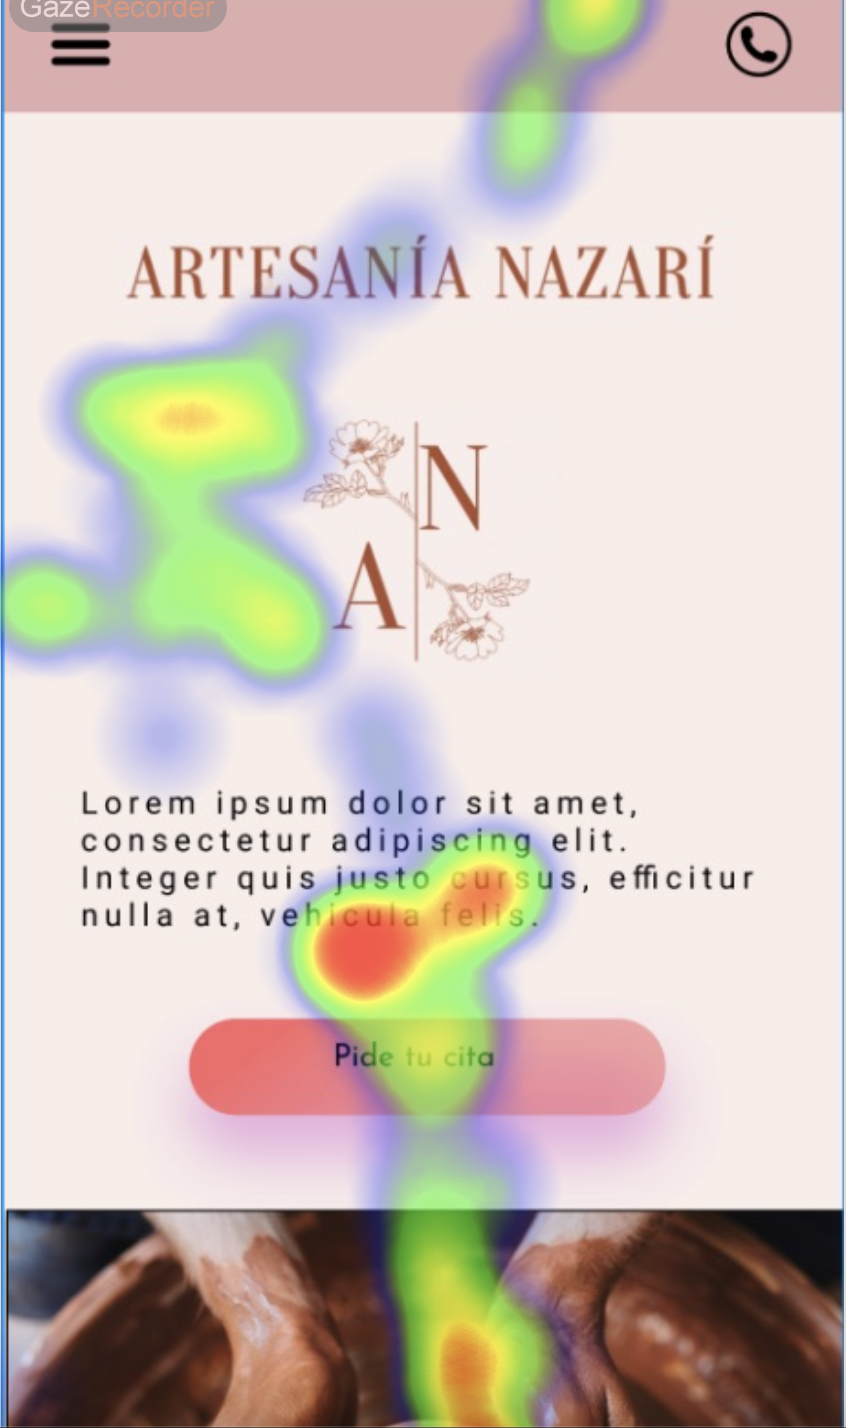 GazeRecorder
ARTESANÍA NAZARÍ
N
A
Lorem ipsum dolor sit amet,
consectetur adipiscing elit.
Integer quis justo cursus, efficitur
nulla at, vehicula felis.
Pide tu cita